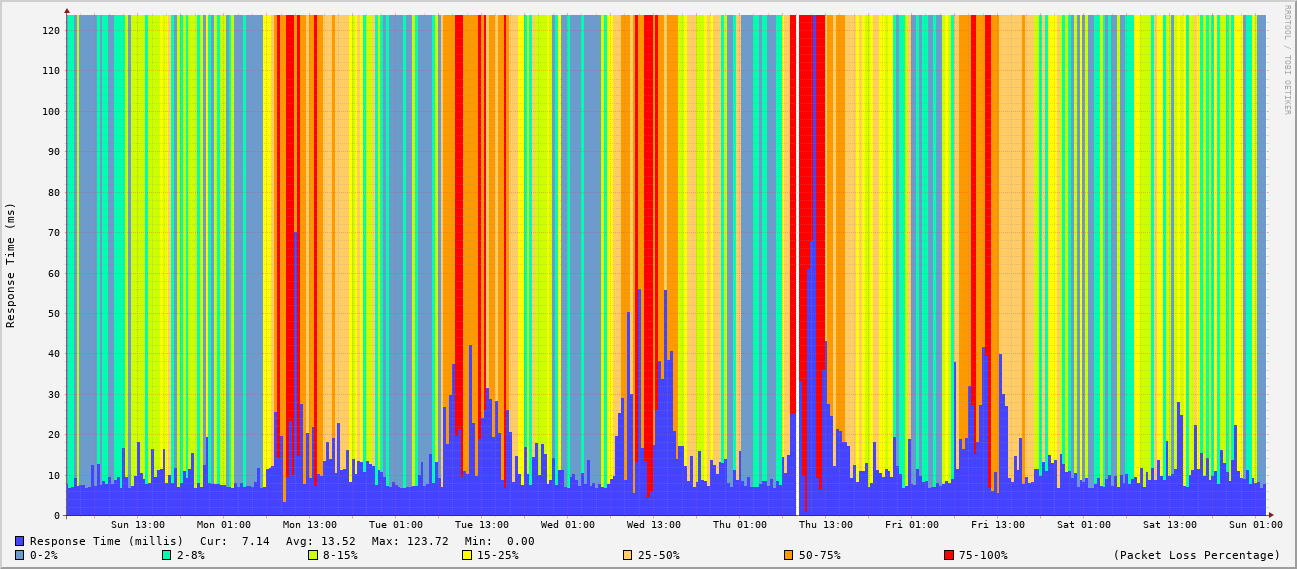 RRDTOOL / TOBI OETIKER
Response Time (ms)
120
110
100
90
80
70
60
50
40
30
20
10
0
Sun 13:00 Mon 01:00 Mon 13:00 Tue 01:00 Tue 13:00 Wed 01:00 Wed 13:00 Thu 01:00 Thu 13:00 Fri 01:00 Fri 13:00 Sat 01:00 Sat 13:00 Sun 01:00
Response Time (millis) Cur: 7.14 Avg: 13.52 Max: 123.72 Min: 0.00
0-2% 2-8% 8-15% 15-25% 25-50% 50-75% 75-100% (Packet Loss Percentage)